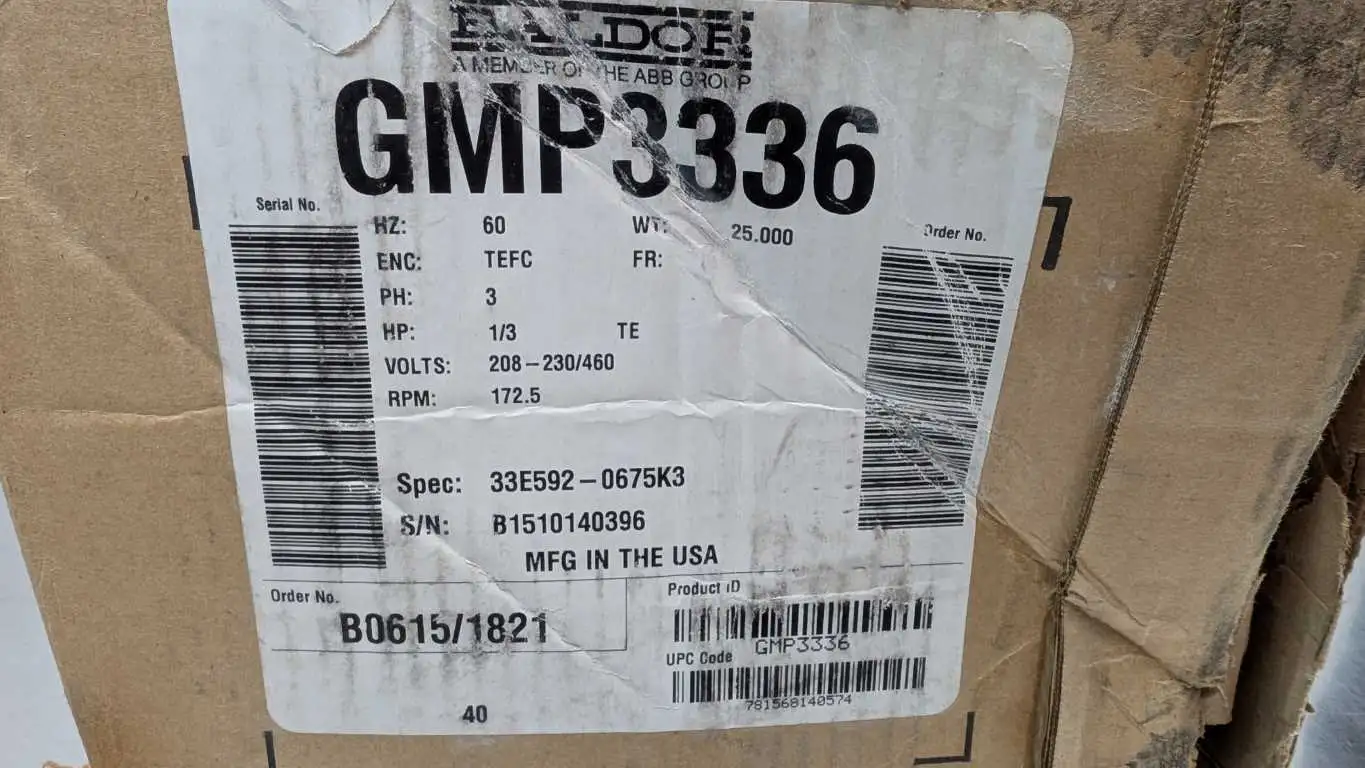 BALDOR
A MEMBER OF THE ABB GROUP
GMP3336
Serial No.
HZ: 60 WT: 25.000
Order No.
ENC: TEFC FR:
PH: 3
HP: 1/3 TE
VOLTS: 208-230/460
RPM: 172.5
Spec: 33E592-0675K3
S/N: B1510140396
MFG IN THE USA
Order No.
B0615/1821
Product ID
GMP3336
UPC Code
781568140574
40